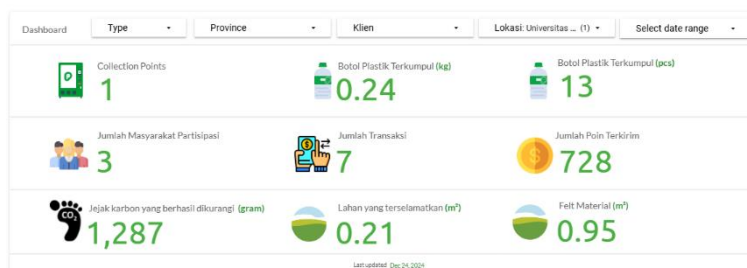 Dashboard Type Province Klien Lokasi: Universitas ... (1) Select date range
Collection Points Botol Plastik Terkumpul (kg) Botol Plastik Terkumpul (pcs)
1 0.24 13
Jumlah Masyarakat Partisipasi Jumlah Transaksi Jumlah Poin Terkirim
3 7 728
CO₂ Jejak karbon yang berhasil dikurangi (gram) Lahan yang terselamatkan (m²) Felt Material (m²)
1,287 0.21 0.95
Last updated: Dec 24, 2024